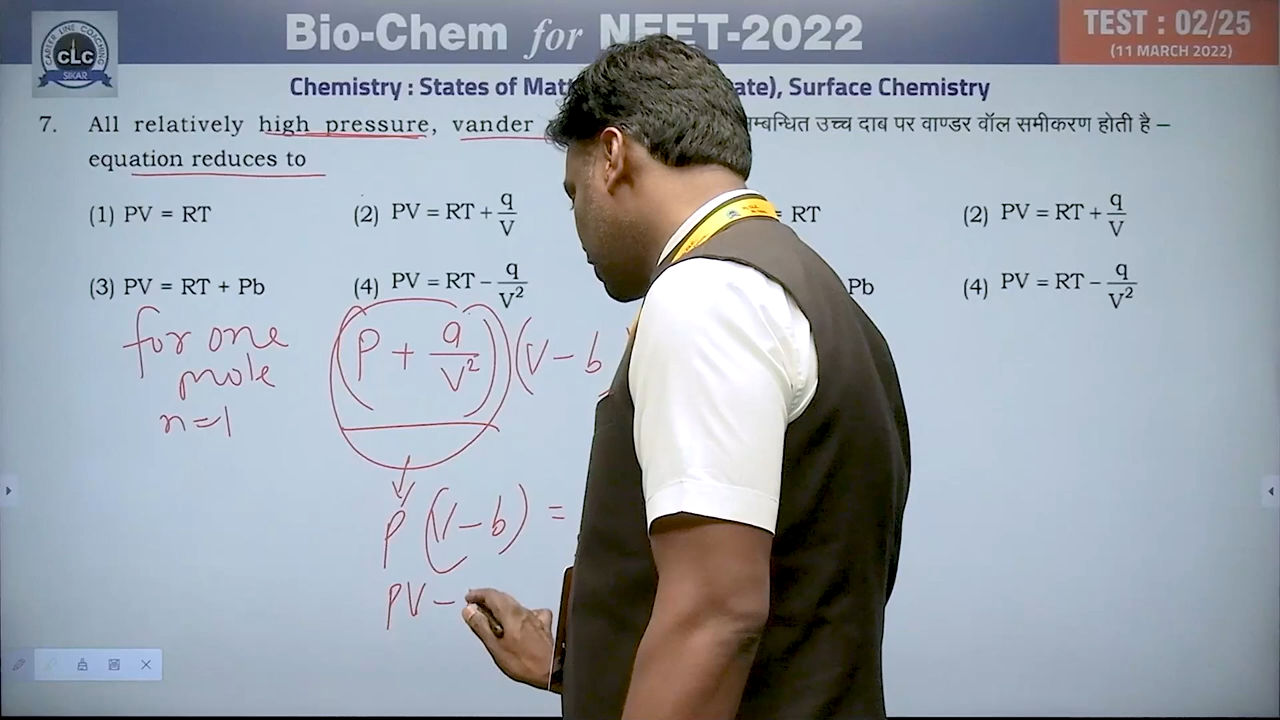 Bio-Chem for NEET-2022
TEST : 02/25
(11 MARCH 2022)
CAREER LINE COACHING
CLC
SIKAR
Chemistry : States of Mat ate), Surface Chemistry
7. All relatively high pressure, vander
equation reduces to
म्बन्धित उच्च दाब पर वाण्डर वॉल समीकरण होती है –
(1) PV = RT (2) PV = RT + q/V
= RT (2) PV = RT + q/V
(3) PV = RT + Pb (4) PV = RT – q/V²
Pb (4) PV = RT – q/V²
for one
mole
n=1
(P + a/V²) (V – b
P (V – b) =
PV –